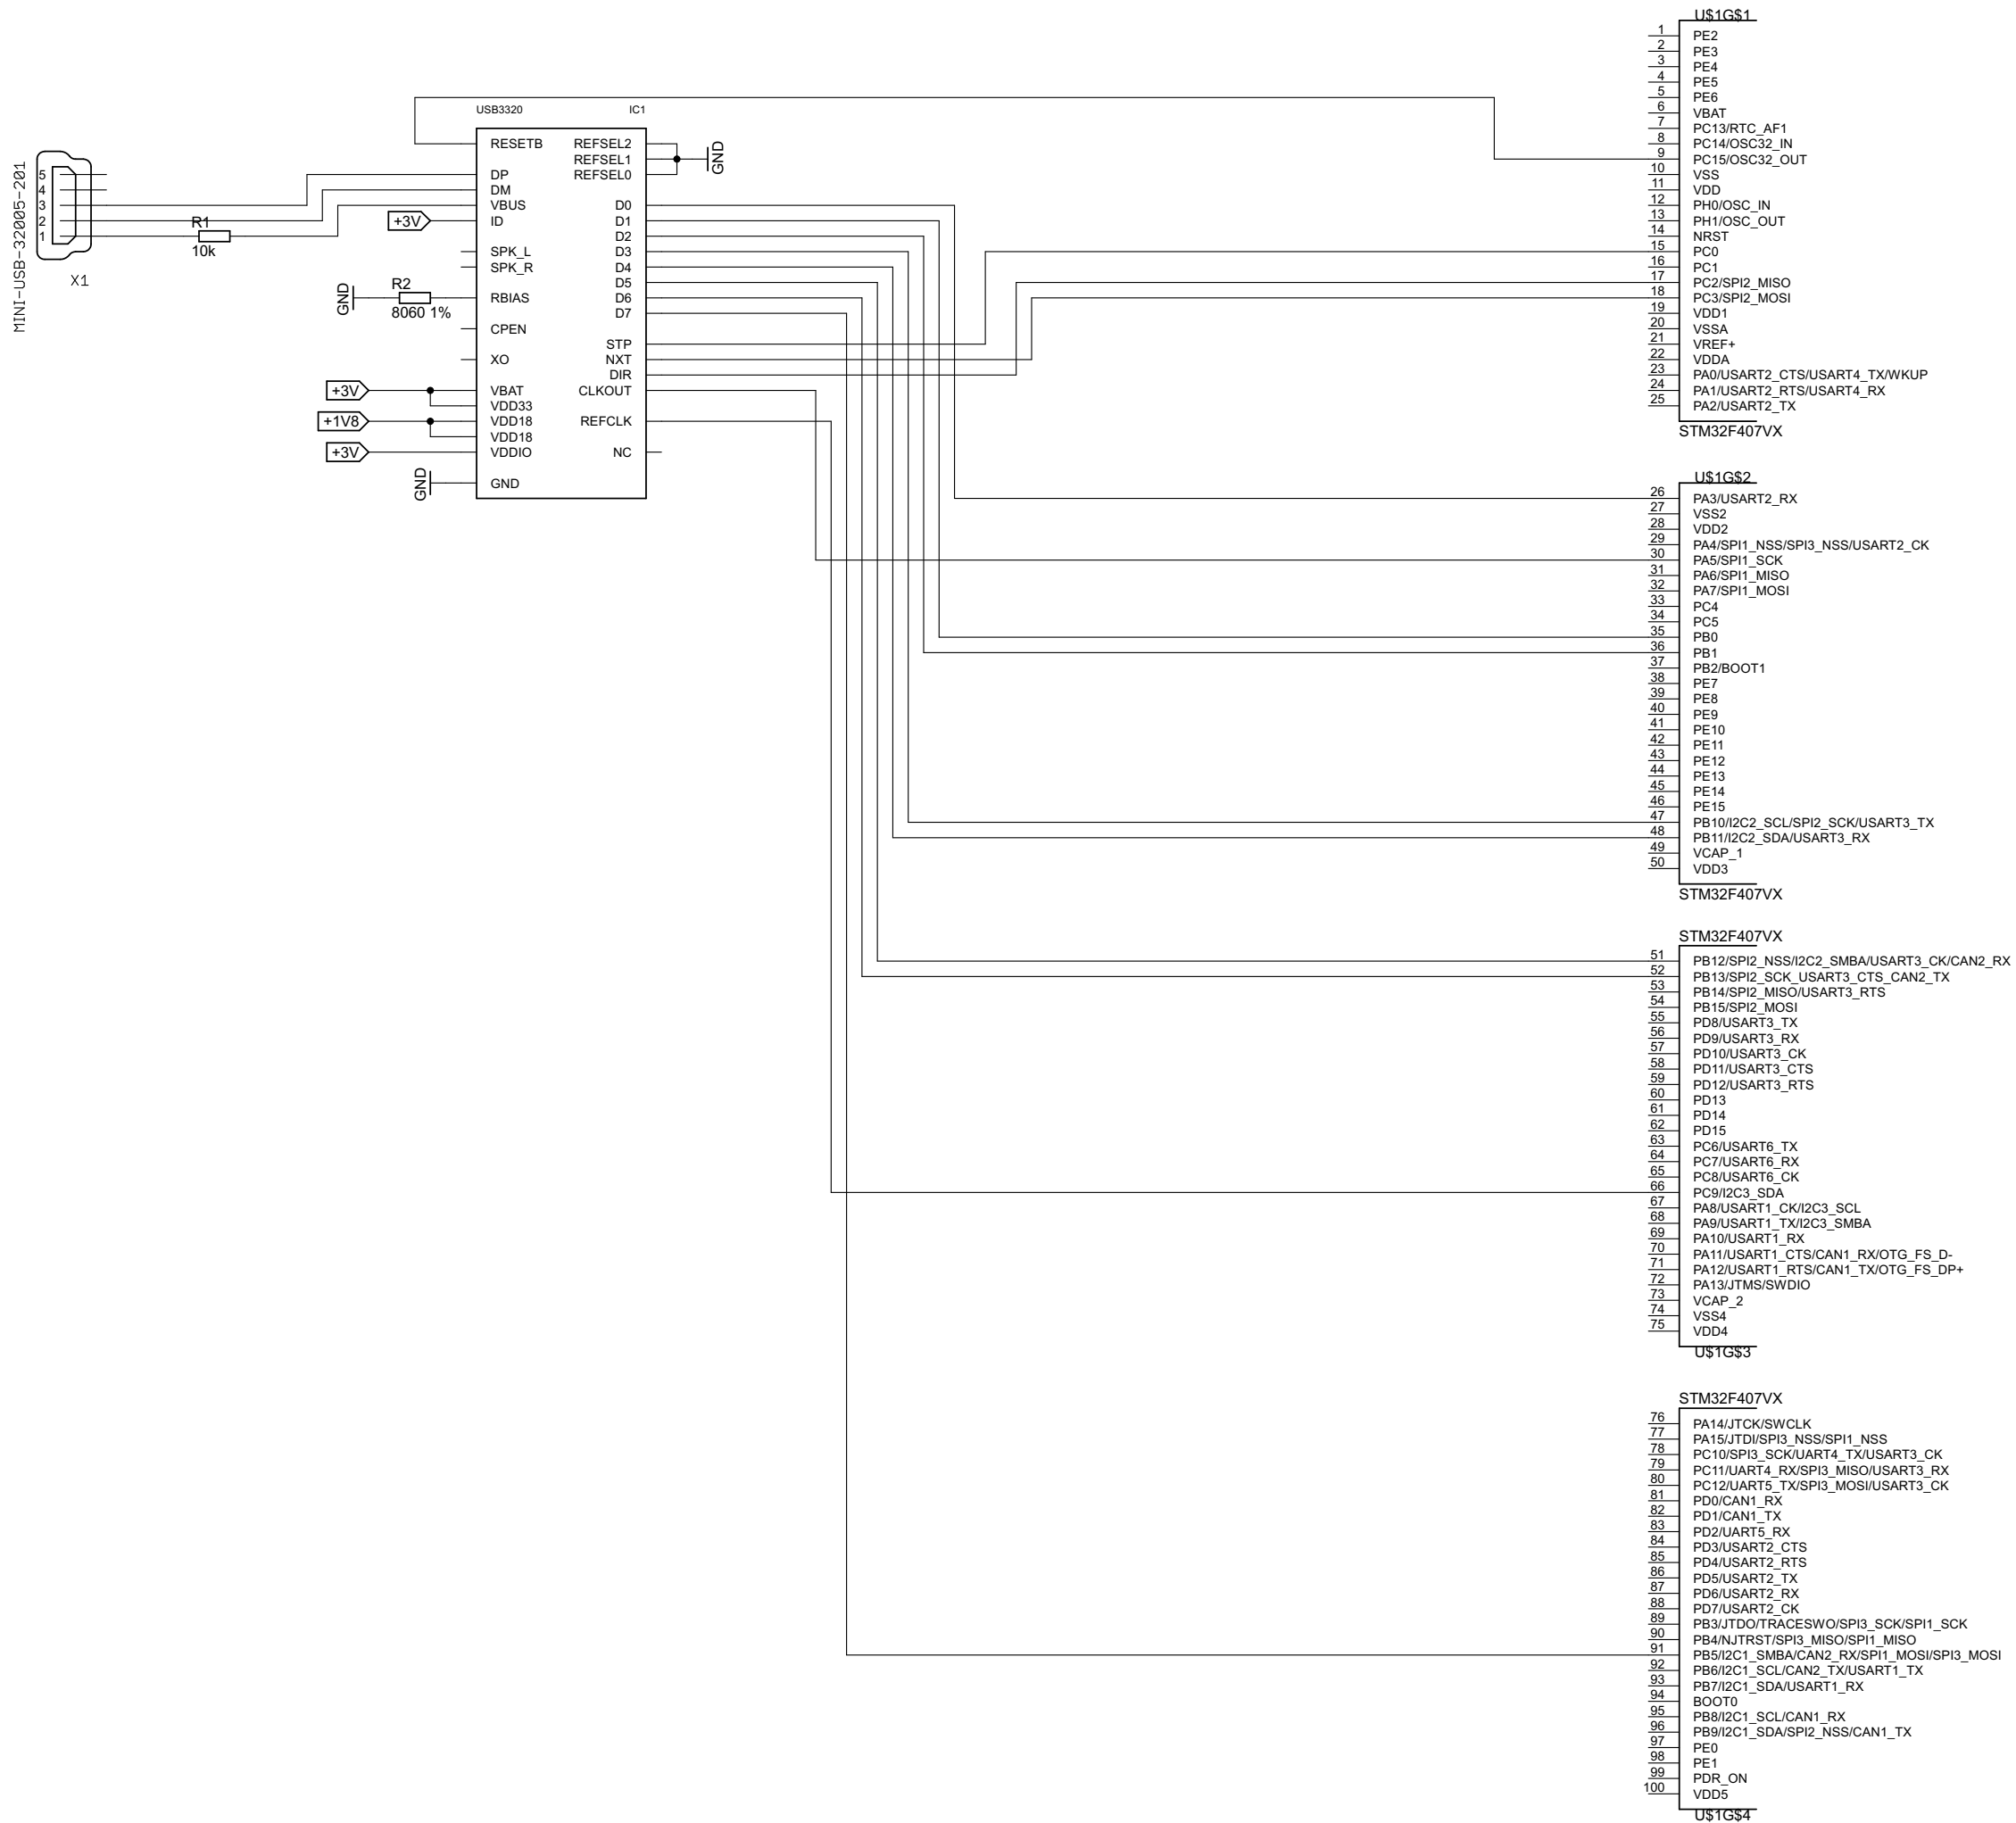 MINI-USB-32005-201
5
4
3
2
1
X1
R1
10k
USB3320 IC1
RESETB
DP
DM
VBUS
ID
SPK_L
SPK_R
RBIAS
CPEN
XO
VBAT
VDD33
VDD18
VDD18
VDDIO
GND
REFSEL2
REFSEL1
REFSEL0
D0
D1
D2
D3
D4
D5
D6
D7
STP
NXT
DIR
CLKOUT
REFCLK
NC
GND
+3V
GND
R2
8060 1%
+3V
+1V8
+3V
GND
U$1G$1
1 PE2
2 PE3
3 PE4
4 PE5
5 PE6
6 VBAT
7 PC13/RTC_AF1
8 PC14/OSC32_IN
9 PC15/OSC32_OUT
10 VSS
11 VDD
12 PH0/OSC_IN
13 PH1/OSC_OUT
14 NRST
15 PC0
16 PC1
17 PC2/SPI2_MISO
18 PC3/SPI2_MOSI
19 VDD1
20 VSSA
21 VREF+
22 VDDA
23 PA0/USART2_CTS/USART4_TX/WKUP
24 PA1/USART2_RTS/USART4_RX
25 PA2/USART2_TX
STM32F407VX
U$1G$2
26 PA3/USART2_RX
27 VSS2
28 VDD2
29 PA4/SPI1_NSS/SPI3_NSS/USART2_CK
30 PA5/SPI1_SCK
31 PA6/SPI1_MISO
32 PA7/SPI1_MOSI
33 PC4
34 PC5
35 PB0
36 PB1
37 PB2/BOOT1
38 PE7
39 PE8
40 PE9
41 PE10
42 PE11
43 PE12
44 PE13
45 PE14
46 PE15
47 PB10/I2C2_SCL/SPI2_SCK/USART3_TX
48 PB11/I2C2_SDA/USART3_RX
49 VCAP_1
50 VDD3
STM32F407VX
STM32F407VX
51 PB12/SPI2_NSS/I2C2_SMBA/USART3_CK/CAN2_RX
52 PB13/SPI2_SCK_USART3_CTS_CAN2_TX
53 PB14/SPI2_MISO/USART3_RTS
54 PB15/SPI2_MOSI
55 PD8/USART3_TX
56 PD9/USART3_RX
57 PD10/USART3_CK
58 PD11/USART3_CTS
59 PD12/USART3_RTS
60 PD13
61 PD14
62 PD15
63 PC6/USART6_TX
64 PC7/USART6_RX
65 PC8/USART6_CK
66 PC9/I2C3_SDA
67 PA8/USART1_CK/I2C3_SCL
68 PA9/USART1_TX/I2C3_SMBA
69 PA10/USART1_RX
70 PA11/USART1_CTS/CAN1_RX/OTG_FS_D-
71 PA12/USART1_RTS/CAN1_TX/OTG_FS_DP+
72 PA13/JTMS/SWDIO
73 VCAP_2
74 VSS4
75 VDD4
U$1G$3
STM32F407VX
76 PA14/JTCK/SWCLK
77 PA15/JTDI/SPI3_NSS/SPI1_NSS
78 PC10/SPI3_SCK/UART4_TX/USART3_CK
79 PC11/UART4_RX/SPI3_MISO/USART3_RX
80 PC12/UART5_TX/SPI3_MOSI/USART3_CK
81 PD0/CAN1_RX
82 PD1/CAN1_TX
83 PD2/UART5_RX
84 PD3/USART2_CTS
85 PD4/USART2_RTS
86 PD5/USART2_TX
87 PD6/USART2_RX
88 PD7/USART2_CK
89 PB3/JTDO/TRACESWO/SPI3_SCK/SPI1_SCK
90 PB4/NJTRST/SPI3_MISO/SPI1_MISO
91 PB5/I2C1_SMBA/CAN2_RX/SPI1_MOSI/SPI3_MOSI
92 PB6/I2C1_SCL/CAN2_TX/USART1_TX
93 PB7/I2C1_SDA/USART1_RX
94 BOOT0
95 PB8/I2C1_SCL/CAN1_RX
96 PB9/I2C1_SDA/SPI2_NSS/CAN1_TX
97 PE0
98 PE1
99 PDR_ON
100 VDD5
U$1G$4